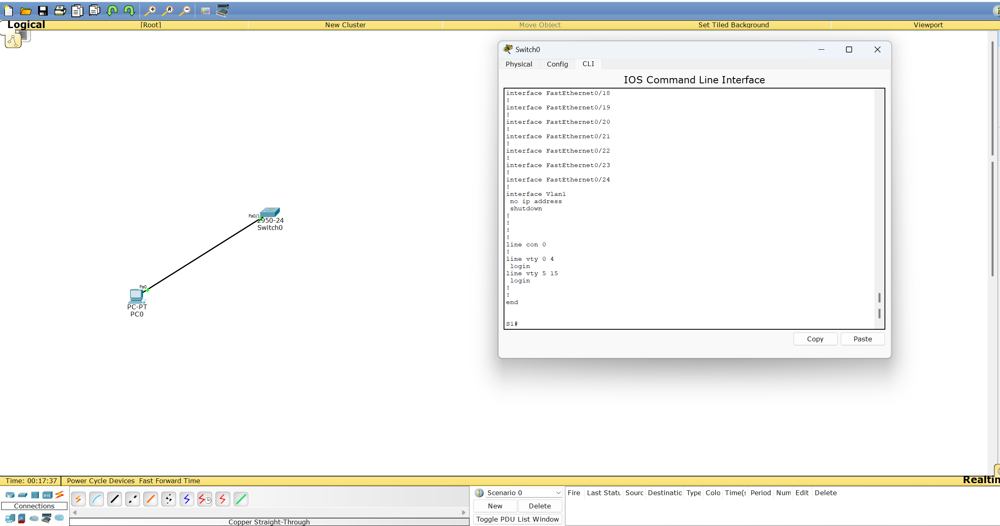 Logical
[Root]
New Cluster
Move Object
Set Tiled Background
Viewport
Switch0
Physical
Config
CLI
IOS Command Line Interface
interface FastEthernet0/18
!
interface FastEthernet0/19
!
interface FastEthernet0/20
!
interface FastEthernet0/21
!
interface FastEthernet0/22
!
interface FastEthernet0/23
!
interface FastEthernet0/24
!
interface Vlan1
no ip address
shutdown
!
!
!
!
line con 0
!
line vty 0 4
login
line vty 5 15
login
!
!
end
S1#
Copy
Paste
Fa0/1
2950-24
Switch0
Fa0
PC-PT
PC0
Time: 00:17:37
Power Cycle Devices Fast Forward Time
Realtim
Connections
Copper Straight-Through
Scenario 0
New
Delete
Toggle PDU List Window
Fire
Last Statu
Sourc
Destinatio
Type
Colo
Time(s
Period
Num
Edit
Delete